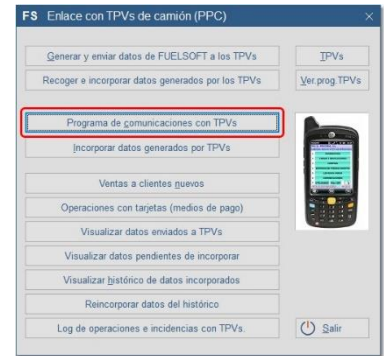 FS Enlace con TPVs de camión (PPC)
Generar y enviar datos de FUELSOFT a los TPVs
TPVs
Recoger e incorporar datos generados por los TPVs
Ver.prog.TPVs
Programa de comunicaciones con TPVs
Incorporar datos generados por TPVs
Ventas a clientes nuevos
Operaciones con tarjetas (medios de pago)
Visualizar datos enviados a TPVs
Visualizar datos pendientes de incorporar
Visualizar histórico de datos incorporados
Reincorporar datos del histórico
Log de operaciones e incidencias con TPVs
Salir